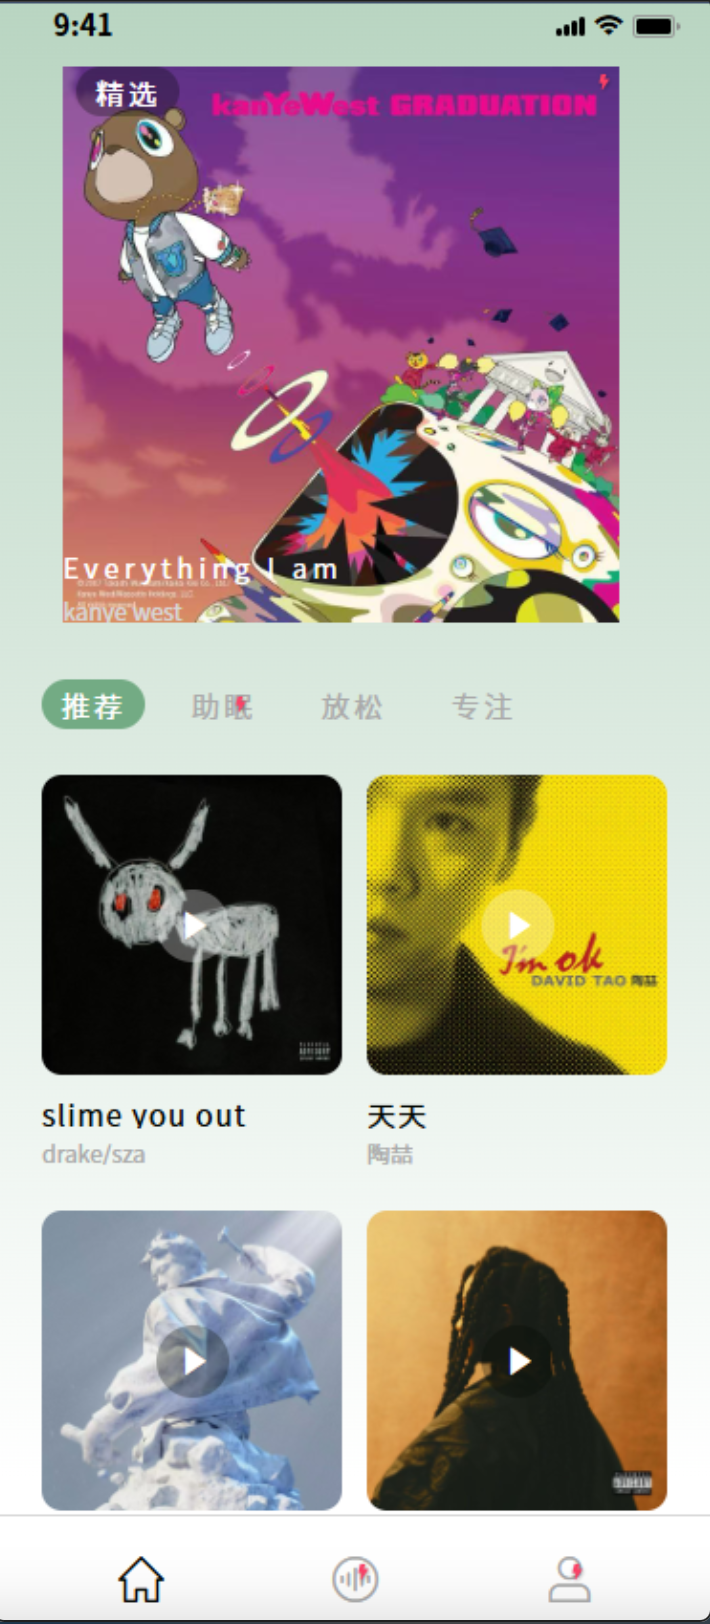 9:41
精选
kanYeWest GRADUATION
Everything I am
kanye west
推荐 助眠 放松 专注
I'm ok
DAVID TAO 陶喆
slime you out
drake/sza
天天
陶喆